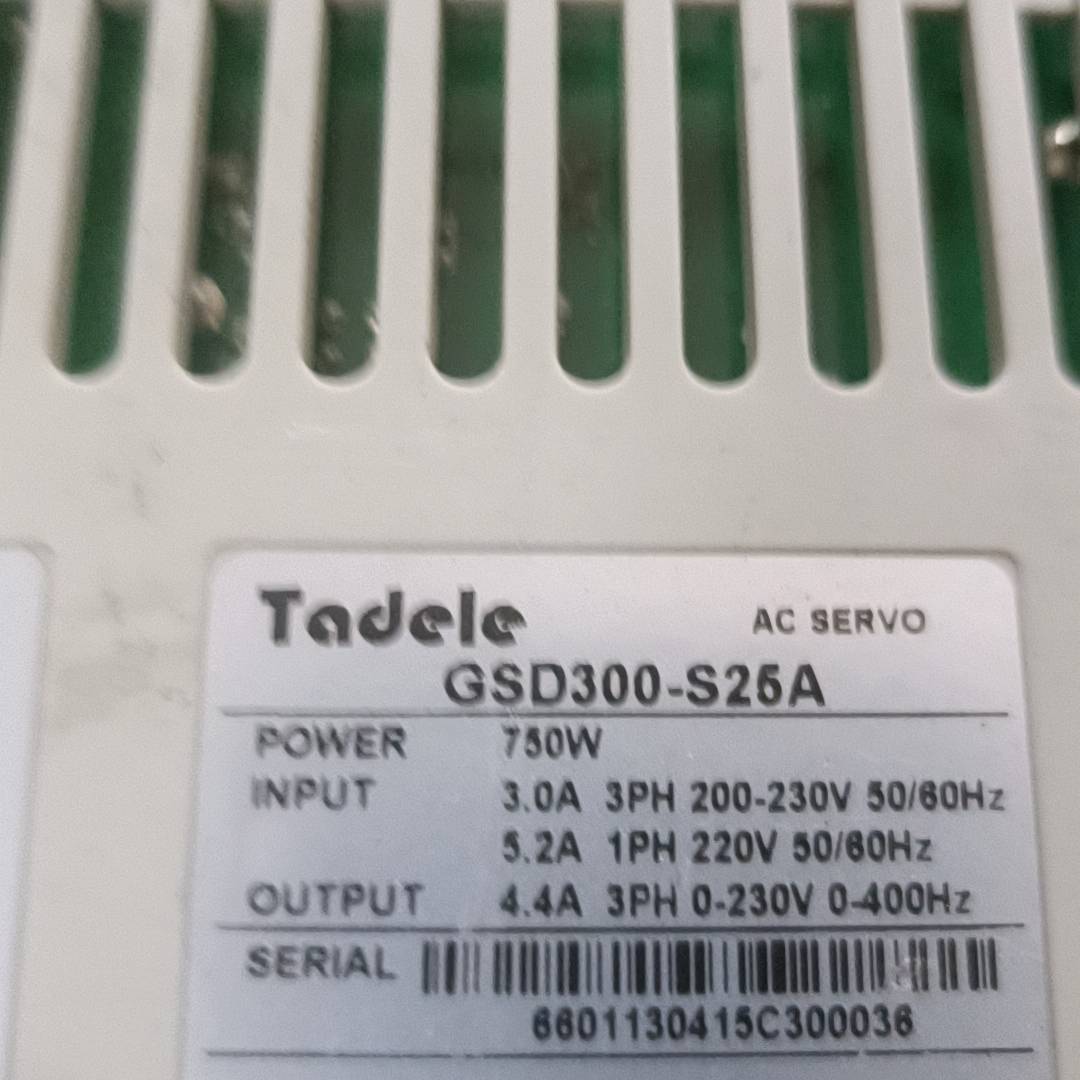 Tadele
AC SERVO
GSD300-S25A
POWER 750W
INPUT 3.0A 3PH 200-230V 50/60Hz
5.2A 1PH 220V 50/60Hz
OUTPUT 4.4A 3PH 0-230V 0-400Hz
SERIAL
6601130415C300036